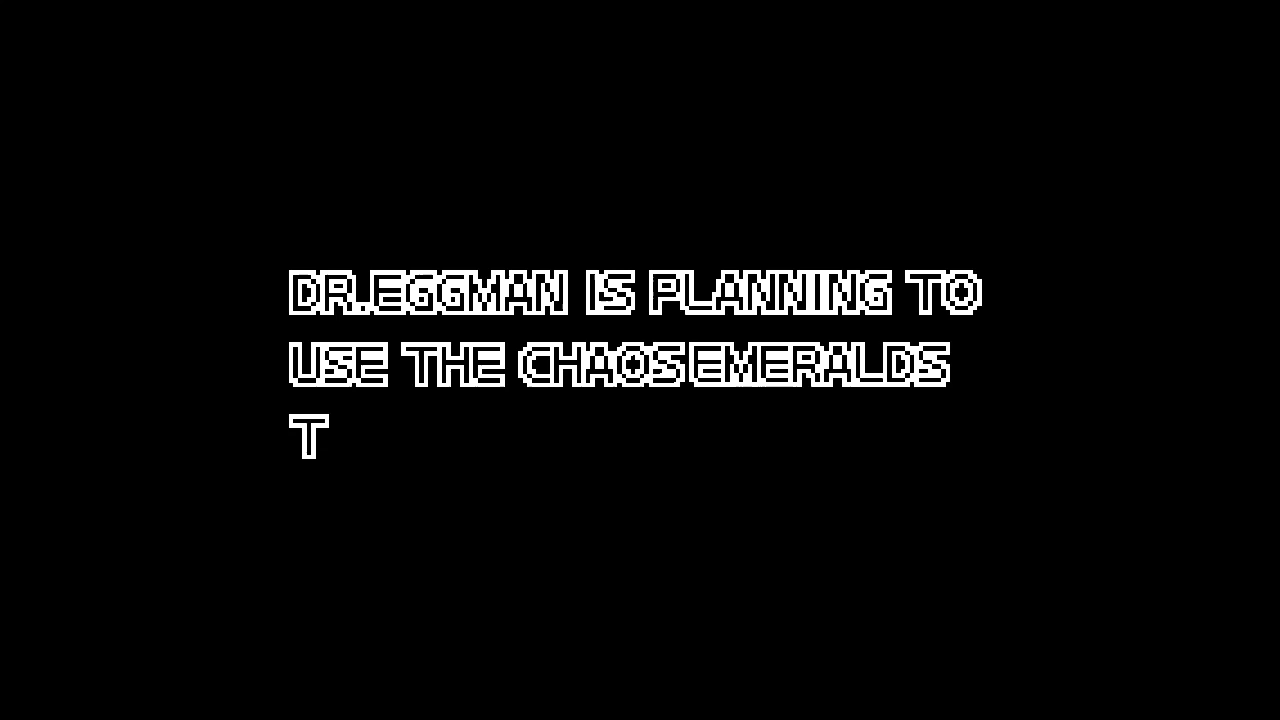 DR.EGGMAN IS PLANNING TO
USE THE CHAOS EMERALDS
T